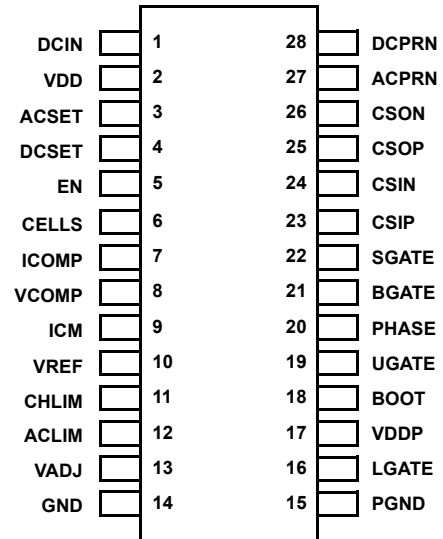 DCIN 1 28 DCPRN
VDD 2 27 ACPRN
ACSET 3 26 CSON
DCSET 4 25 CSOP
EN 5 24 CSIN
CELLS 6 23 CSIP
ICOMP 7 22 SGATE
VCOMP 8 21 BGATE
ICM 9 20 PHASE
VREF 10 19 UGATE
CHLIM 11 18 BOOT
ACLIM 12 17 VDDP
VADJ 13 16 LGATE
GND 14 15 PGND